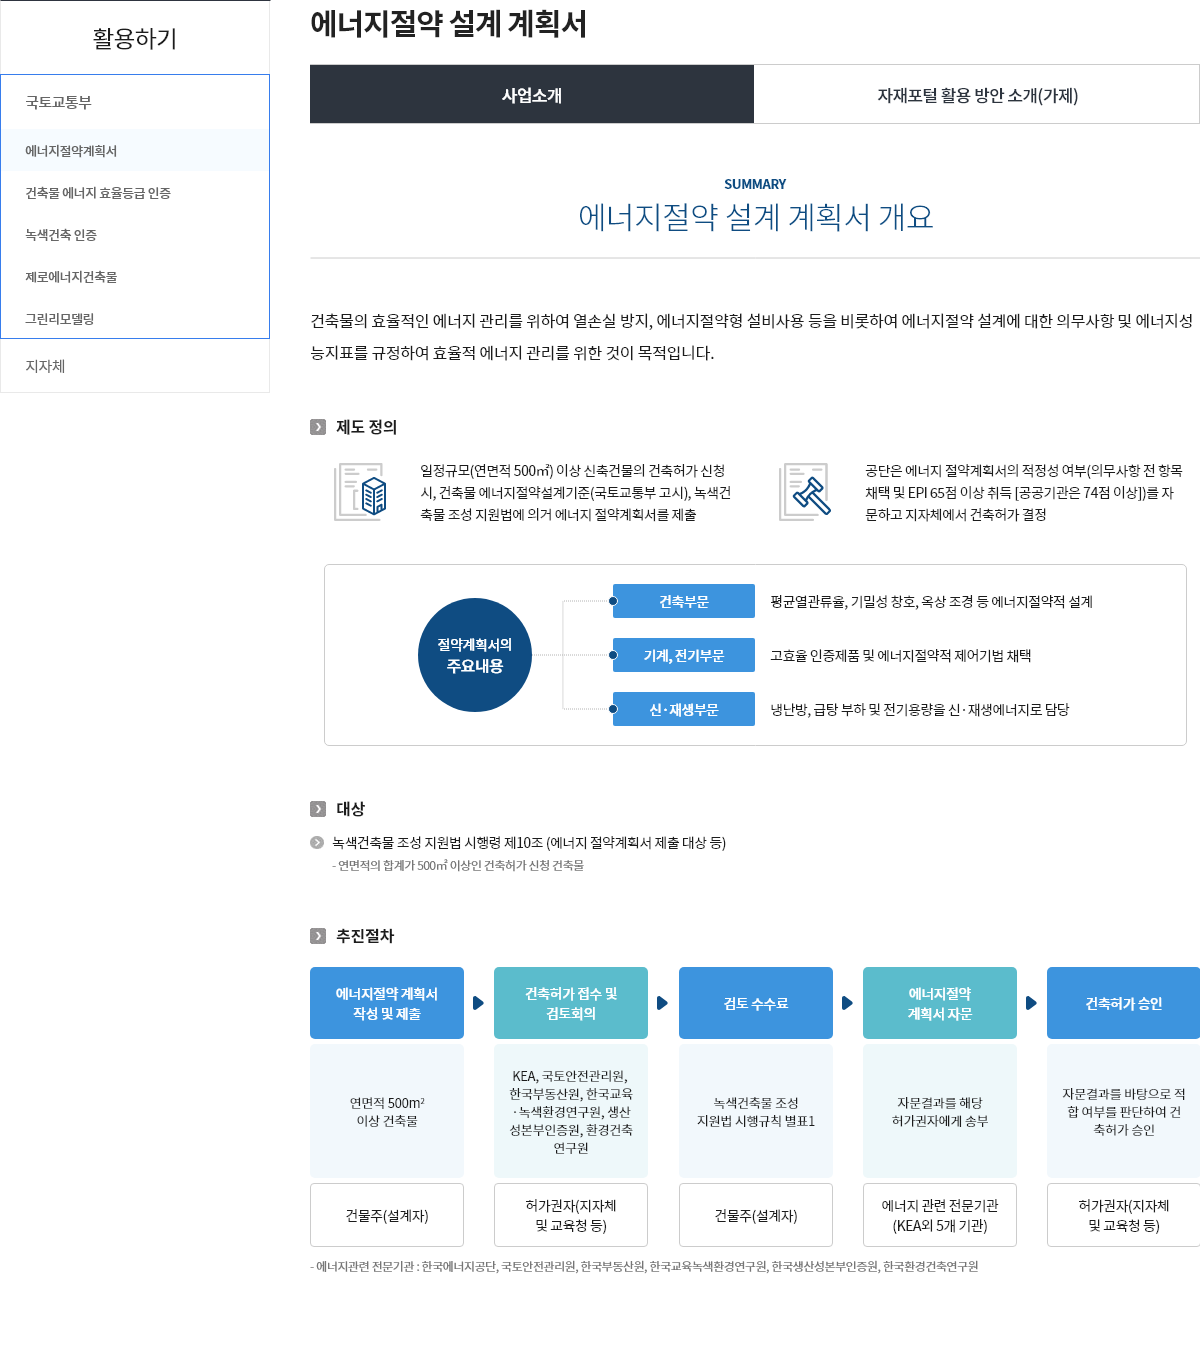 활용하기
국토교통부
에너지절약계획서
건축물 에너지 효율등급 인증
녹색건축 인증
제로에너지건축물
그린리모델링
지자체
에너지절약 설계 계획서
사업소개
자재포털 활용 방안 소개(가제)
SUMMARY
에너지절약 설계 계획서 개요
건축물의 효율적인 에너지 관리를 위하여 열손실 방지, 에너지절약형 설비사용 등을 비롯하여 에너지절약 설계에 대한 의무사항 및 에너지성
능지표를 규정하여 효율적 에너지 관리를 위한 것이 목적입니다.
제도 정의
일정규모(연면적 500㎡) 이상 신축건물의 건축허가 신청
시, 건축물 에너지절약설계기준(국토교통부 고시), 녹색건
축물 조성 지원법에 의거 에너지 절약계획서를 제출
공단은 에너지 절약계획서의 적정성 여부(의무사항 전 항목
채택 및 EPI 65점 이상 취득 [공공기관은 74점 이상])를 자
문하고 지자체에서 건축허가 결정
절약계획서의
주요내용
건축부문
평균열관류율, 기밀성 창호, 옥상 조경 등 에너지절약적 설계
기계, 전기부문
고효율 인증제품 및 에너지절약적 제어기법 채택
신·재생부문
냉난방, 급탕 부하 및 전기용량을 신·재생에너지로 담당
대상
녹색건축물 조성 지원법 시행령 제10조 (에너지 절약계획서 제출 대상 등)
- 연면적의 합계가 500㎡ 이상인 건축허가 신청 건축물
추진절차
에너지절약 계획서
작성 및 제출
건축허가 접수 및
검토회의
검토 수수료
에너지절약
계획서 자문
건축허가 승인
연면적 500m²
이상 건축물
KEA, 국토안전관리원,
한국부동산원, 한국교육
·녹색환경연구원, 생산
성본부인증원, 환경건축
연구원
녹색건축물 조성
지원법 시행규칙 별표1
자문결과를 해당
허가권자에게 송부
자문결과를 바탕으로 적
합 여부를 판단하여 건
축허가 승인
건물주(설계자)
허가권자(지자체
및 교육청 등)
건물주(설계자)
에너지 관련 전문기관
(KEA외 5개 기관)
허가권자(지자체
및 교육청 등)
- 에너지관련 전문기관 : 한국에너지공단, 국토안전관리원, 한국부동산원, 한국교육녹색환경연구원, 한국생산성본부인증원, 한국환경건축연구원